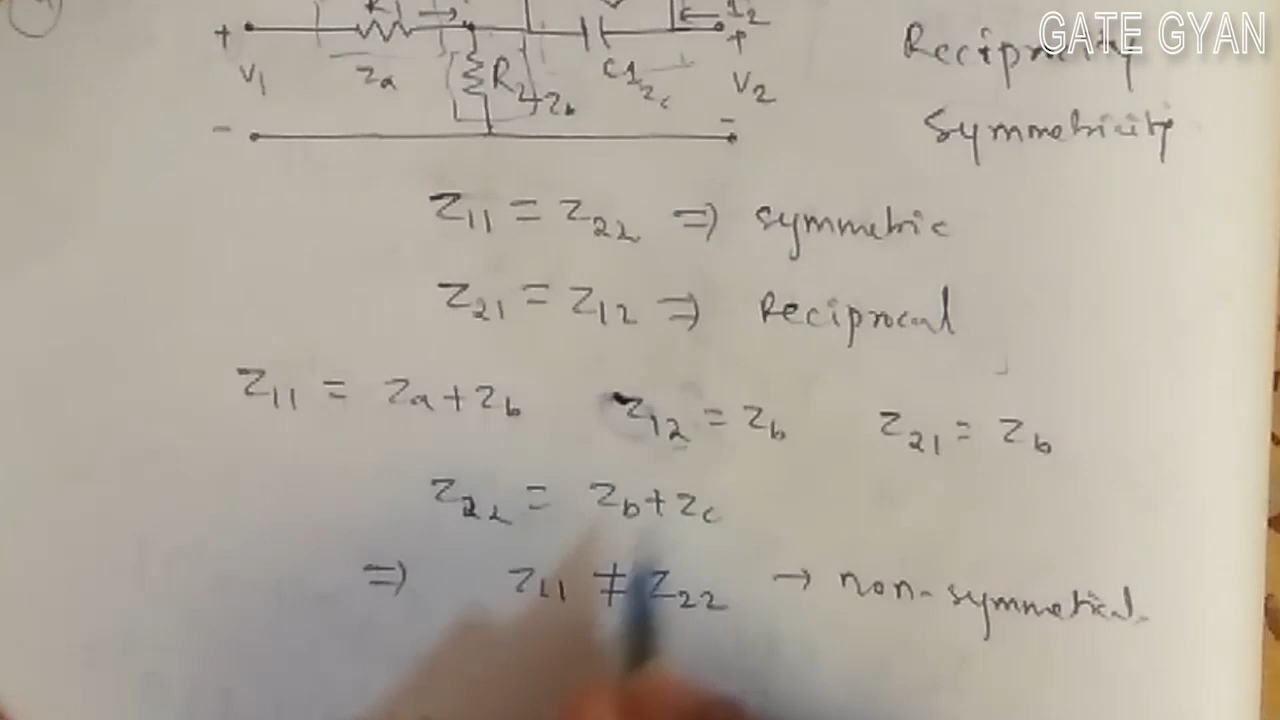 GATE GYAN
Reciprocity
Symmetricity
R1 I2
+ +
V1 Za R2 Zb C1 Zc V2
- -
Z11 = Z22 ⇒ symmetric
Z21 = Z12 ⇒ Reciprocal
Z11 = Za+Zb Z12 = Zb Z21 = Zb
Z22 = Zb+Zc
⇒ Z11 ≠ Z22 → non-symmetical.